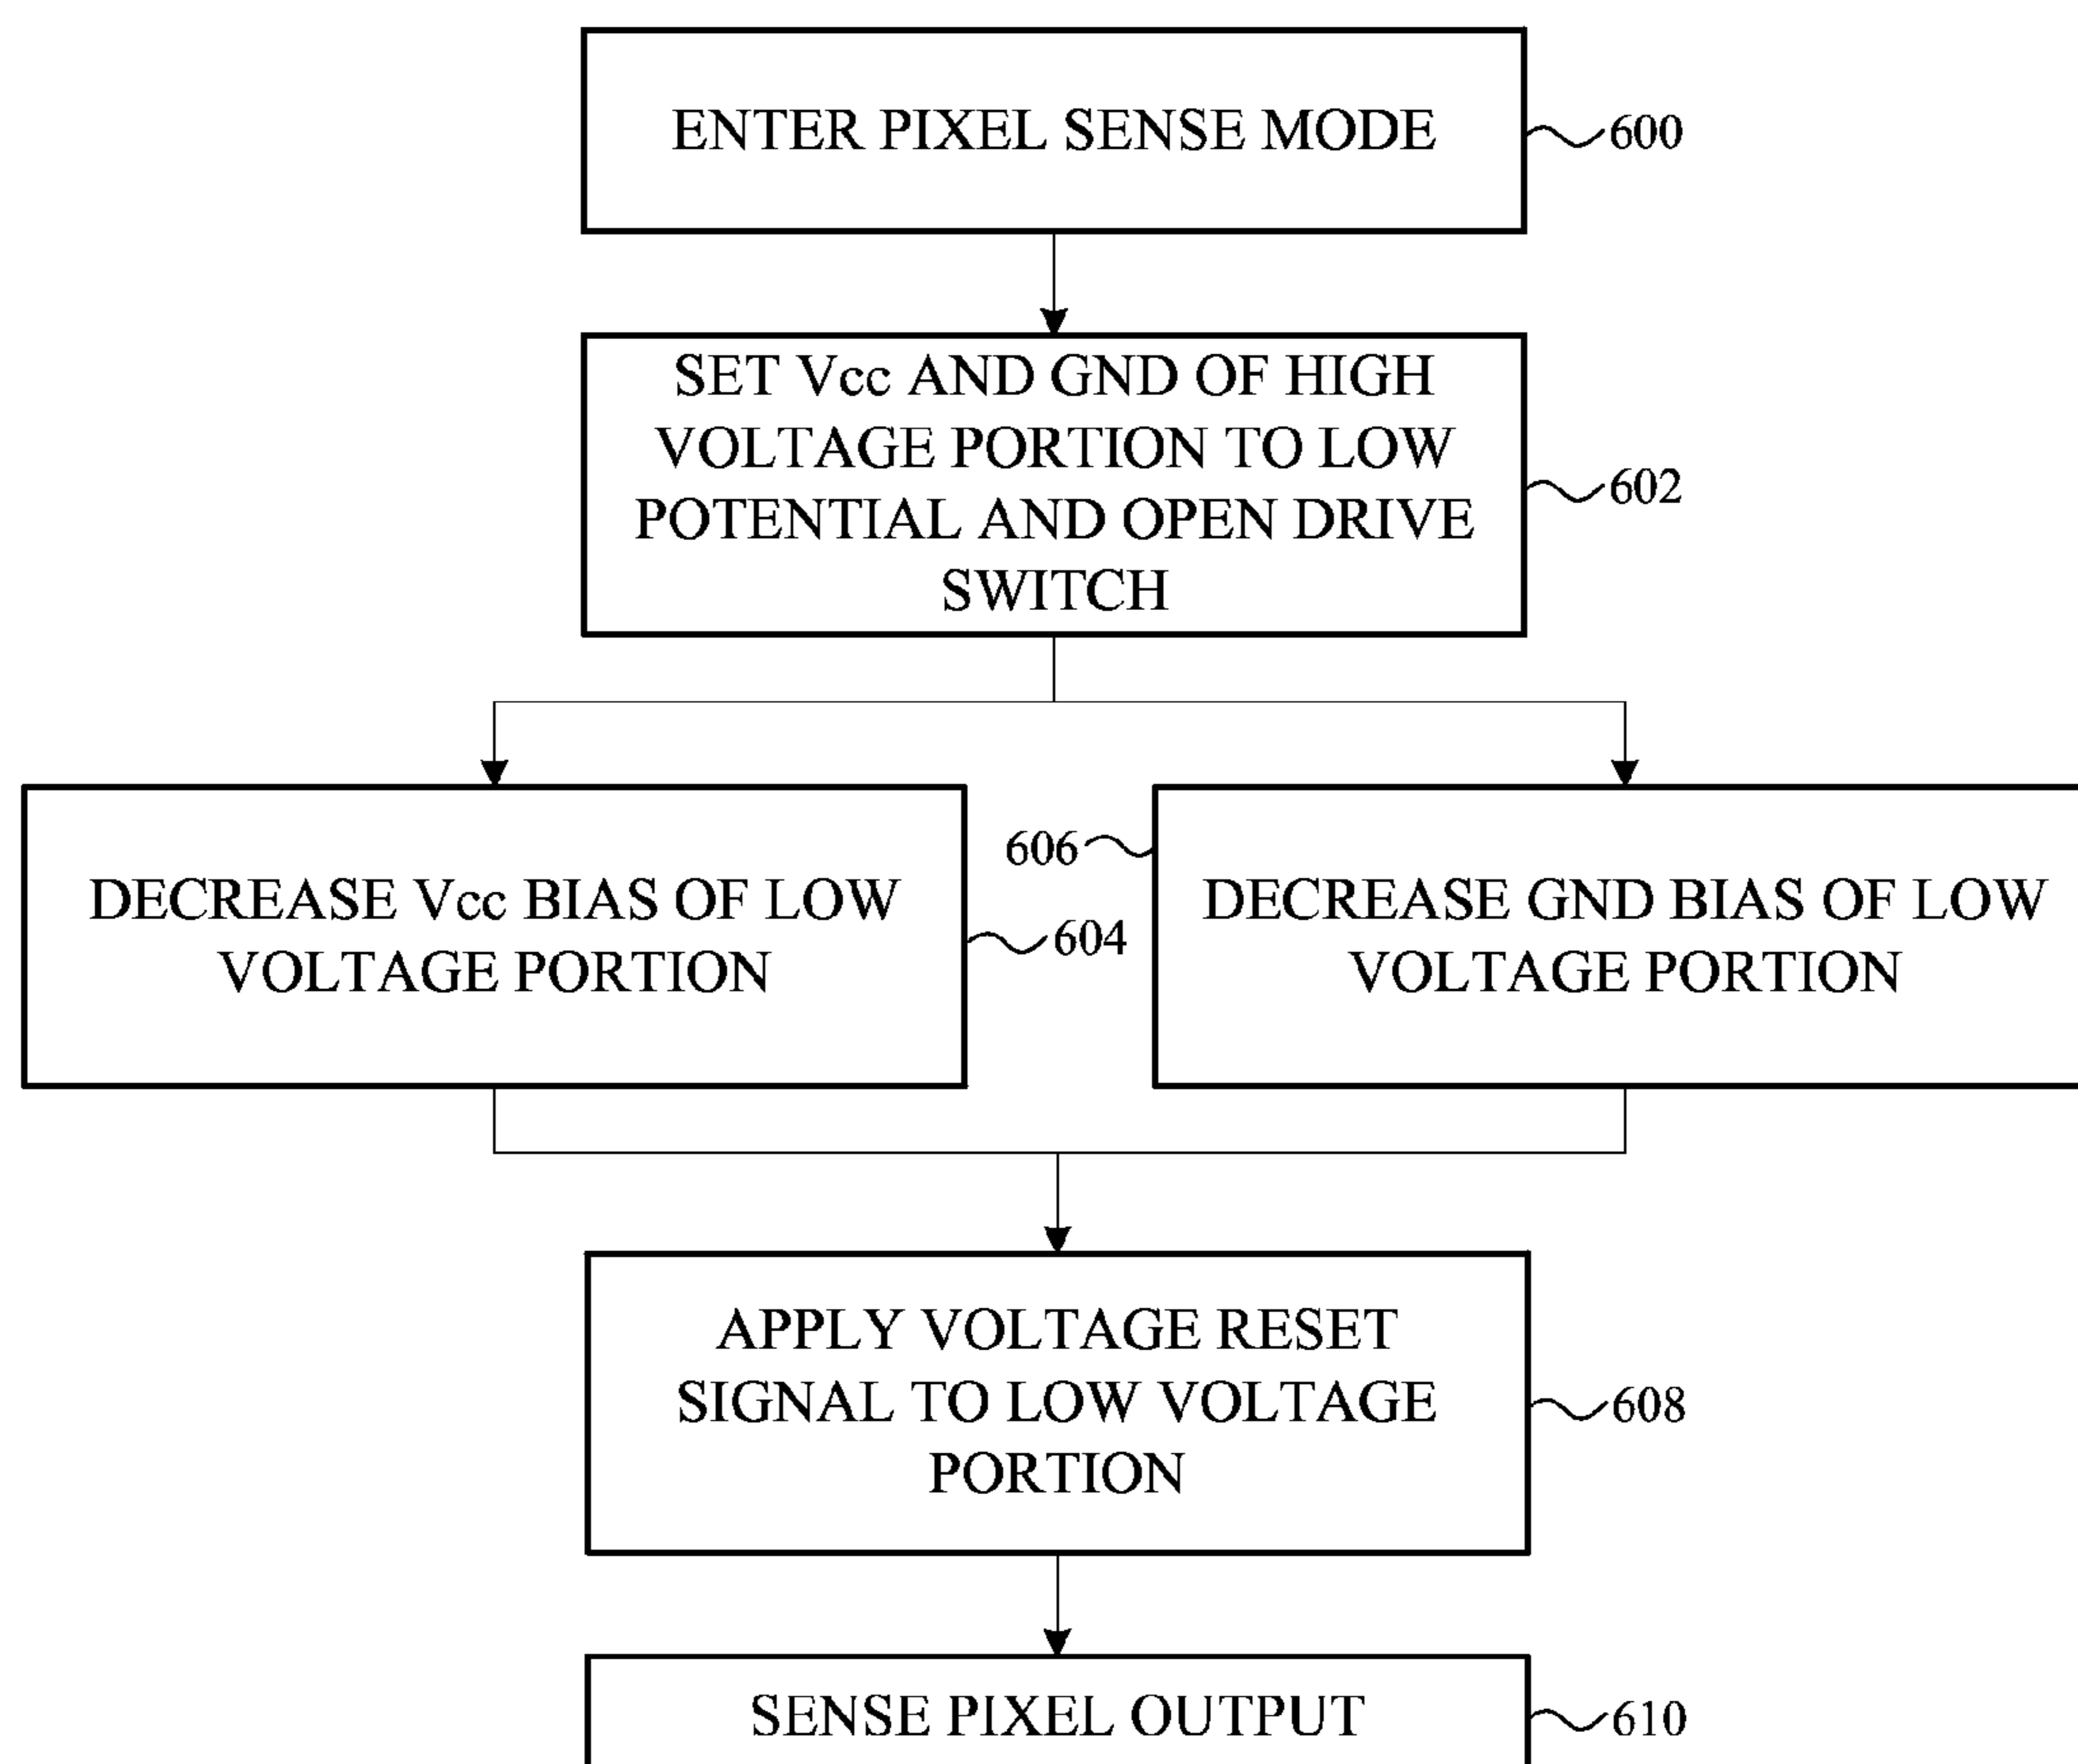 ENTER PIXEL SENSE MODE
600
SET Vcc AND GND OF HIGH
VOLTAGE PORTION TO LOW
POTENTIAL AND OPEN DRIVE
SWITCH
602
DECREASE Vcc BIAS OF LOW
VOLTAGE PORTION
604
606
DECREASE GND BIAS OF LOW
VOLTAGE PORTION
APPLY VOLTAGE RESET
SIGNAL TO LOW VOLTAGE
PORTION
608
SENSE PIXEL OUTPUT
610